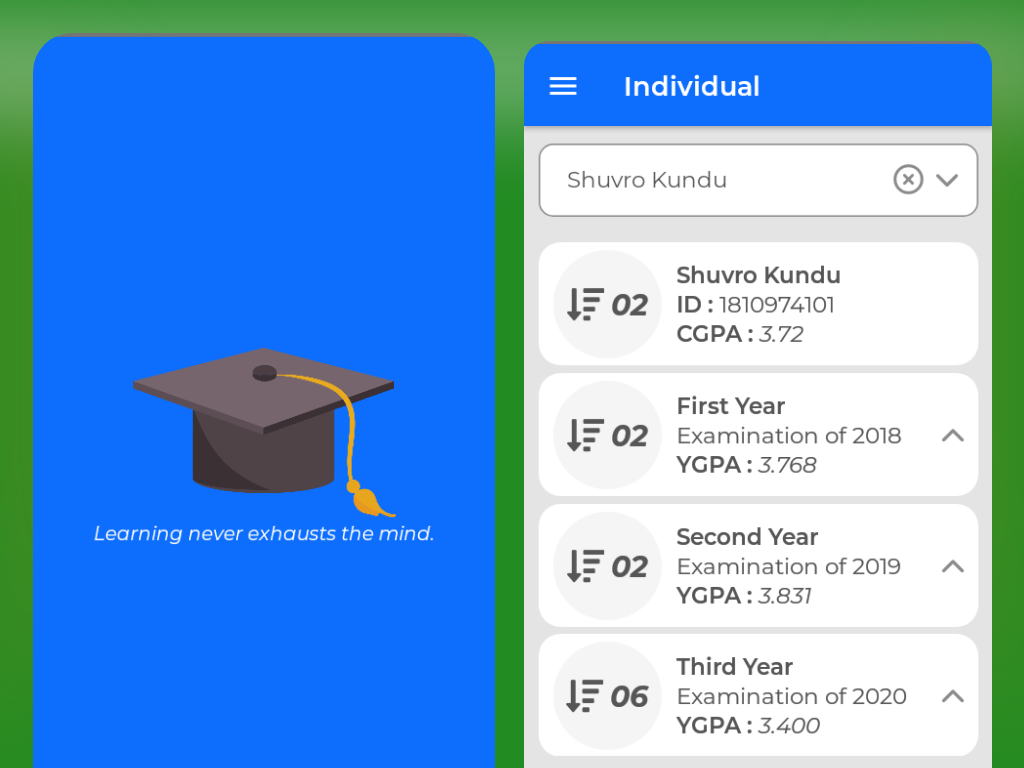 Learning never exhausts the mind.
Individual
Shuvro Kundu
02
Shuvro Kundu
ID : 1810974101
CGPA : 3.72
02
First Year
Examination of 2018
YGPA : 3.768
02
Second Year
Examination of 2019
YGPA : 3.831
06
Third Year
Examination of 2020
YGPA : 3.400